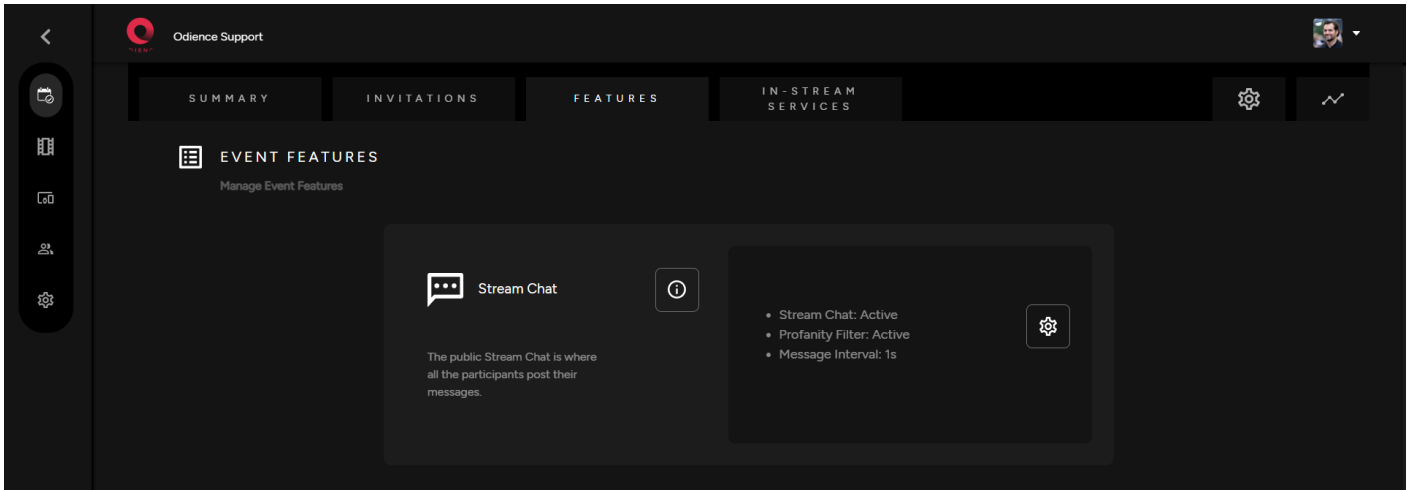 Odience Support
SUMMARY
INVITATIONS
FEATURES
IN-STREAM
SERVICES
EVENT FEATURES
Manage Event Features
Stream Chat
The public Stream Chat is where
all the participants post their
messages.
• Stream Chat: Active
• Profanity Filter: Active
• Message Interval: 1s